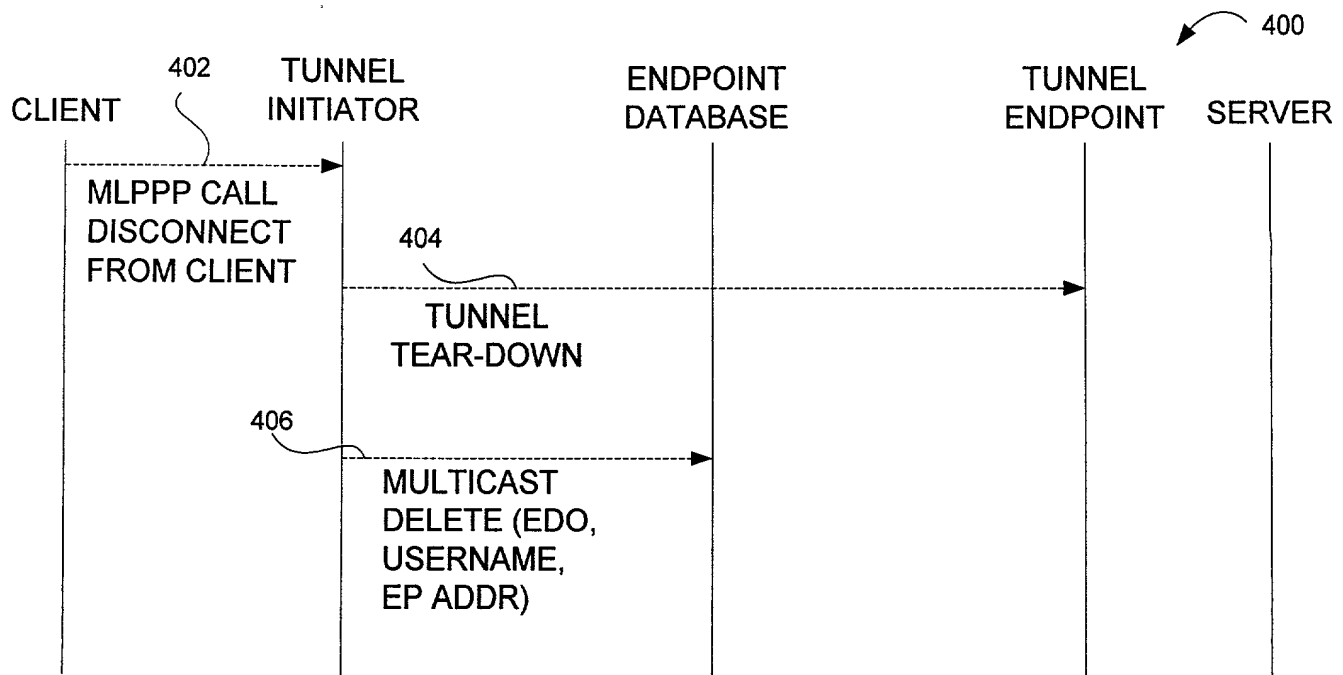 400
402
CLIENT
TUNNEL
INITIATOR
ENDPOINT
DATABASE
TUNNEL
ENDPOINT
SERVER
MLPPP CALL
DISCONNECT
FROM CLIENT
404
TUNNEL
TEAR-DOWN
406
MULTICAST
DELETE (EDO,
USERNAME,
EP ADDR)